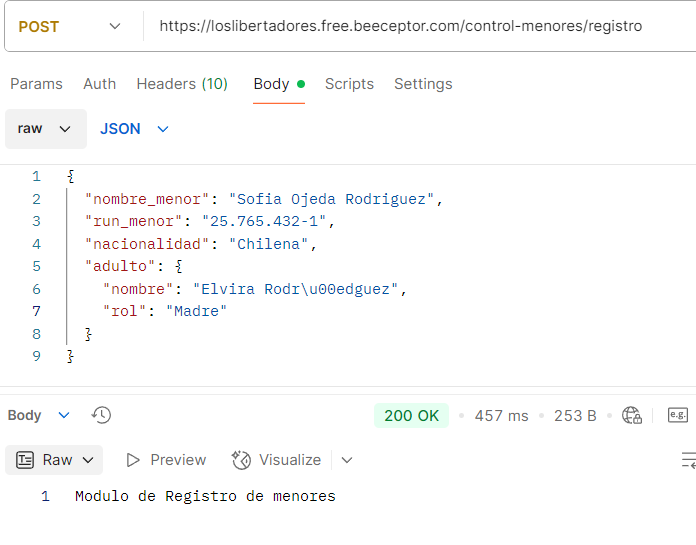 POST https://loslibertadores.free.beeceptor.com/control-menores/registro
Params Auth Headers (10) Body Scripts Settings
raw JSON
1 {
2 "nombre_menor": "Sofia Ojeda Rodriguez",
3 "run_menor": "25.765.432-1",
4 "nacionalidad": "Chilena",
5 "adulto": {
6 "nombre": "Elvira Rodr\u00edguez",
7 "rol": "Madre"
8 }
9 }
Body 200 OK 457 ms 253 B e.g.
Raw Preview Visualize
1 Modulo de Registro de menores